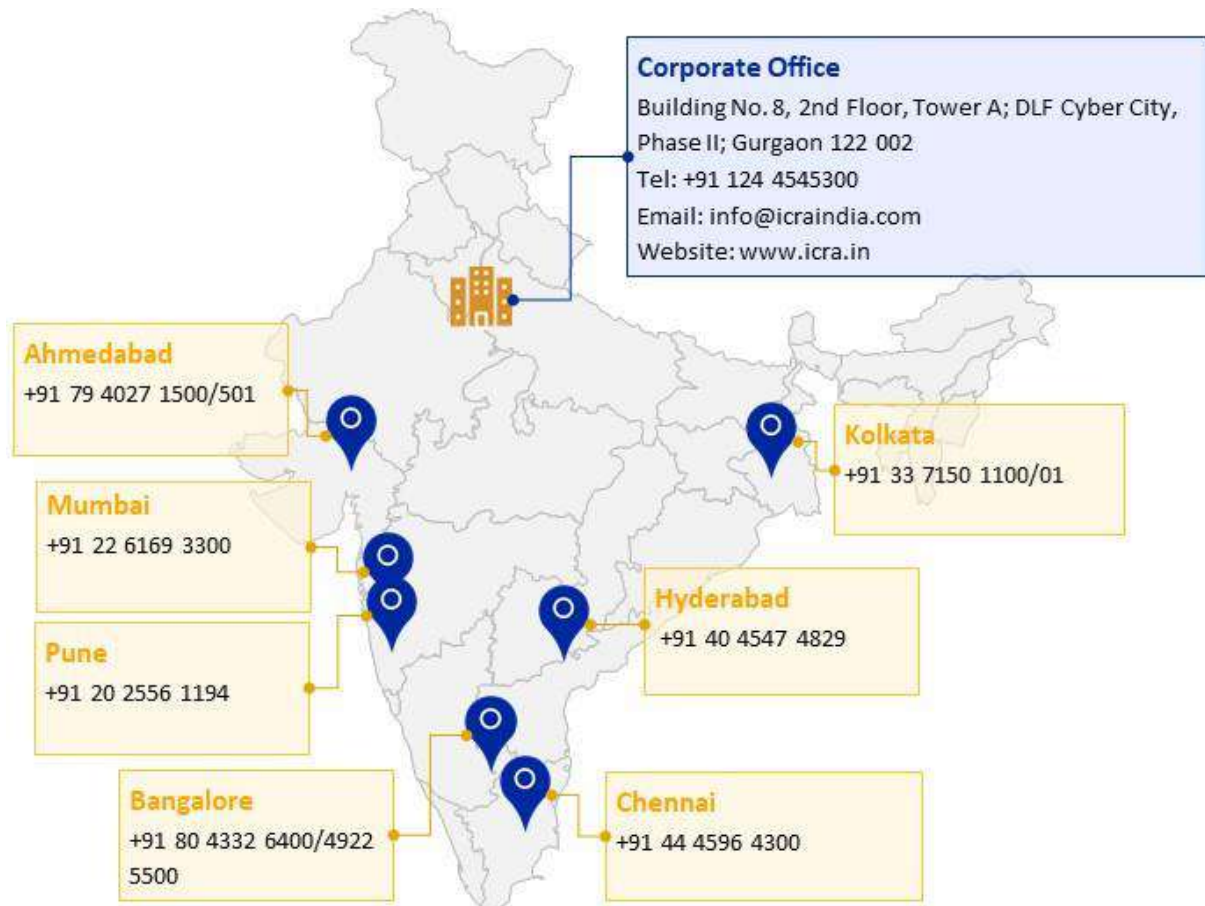 Corporate Office
Building No. 8, 2nd Floor, Tower A; DLF Cyber City,
Phase II; Gurgaon 122 002
Tel: +91 124 4545300
Email: info@icraindia.com
Website: www.icra.in
Ahmedabad
+91 79 4027 1500/501
Kolkata
+91 33 7150 1100/01
Mumbai
+91 22 6169 3300
Hyderabad
+91 40 4547 4829
Pune
+91 20 2556 1194
Bangalore
+91 80 4332 6400/4922
5500
Chennai
+91 44 4596 4300